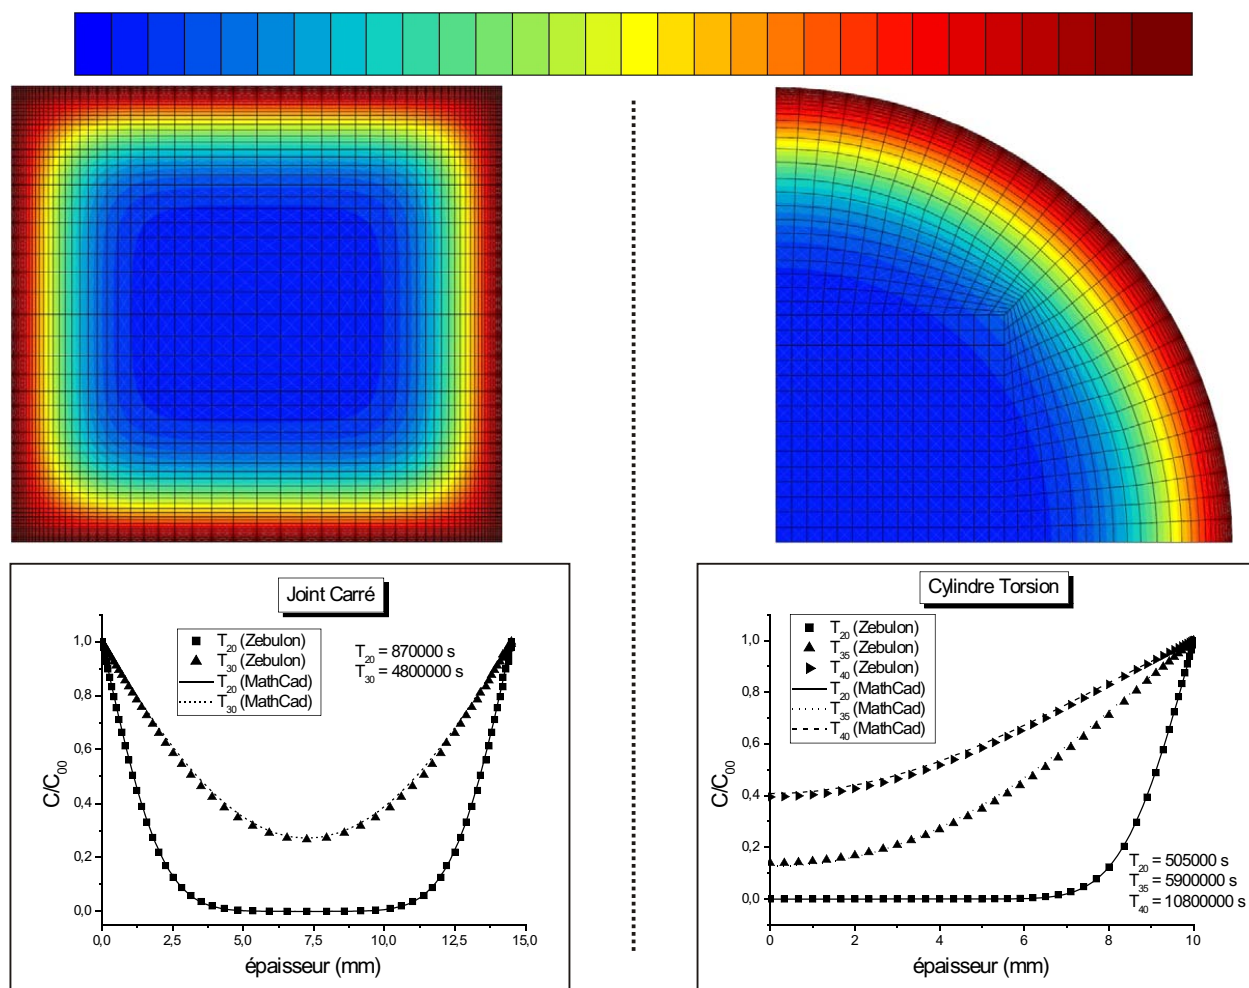 Joint Carré
T20 (Zebulon)
T30 (Zebulon)
T20 (MathCad)
T30 (MathCad)
T20 = 870000 s
T30 = 4800000 s
1,0
0,8
0,6
0,4
0,2
0,0
C/C00
0,0 2,5 5,0 7,5 10,0 12,5 15,0
épaisseur (mm)
Cylindre Torsion
T20 (Zebulon)
T35 (Zebulon)
T40 (Zebulon)
T20 (MathCad)
T35 (MathCad)
T40 (MathCad)
1,0
0,8
0,6
0,4
0,2
0,0
C/C00
T20 = 505000 s
T35 = 5900000 s
T40 = 10800000 s
0 2 4 6 8 10
épaisseur (mm)